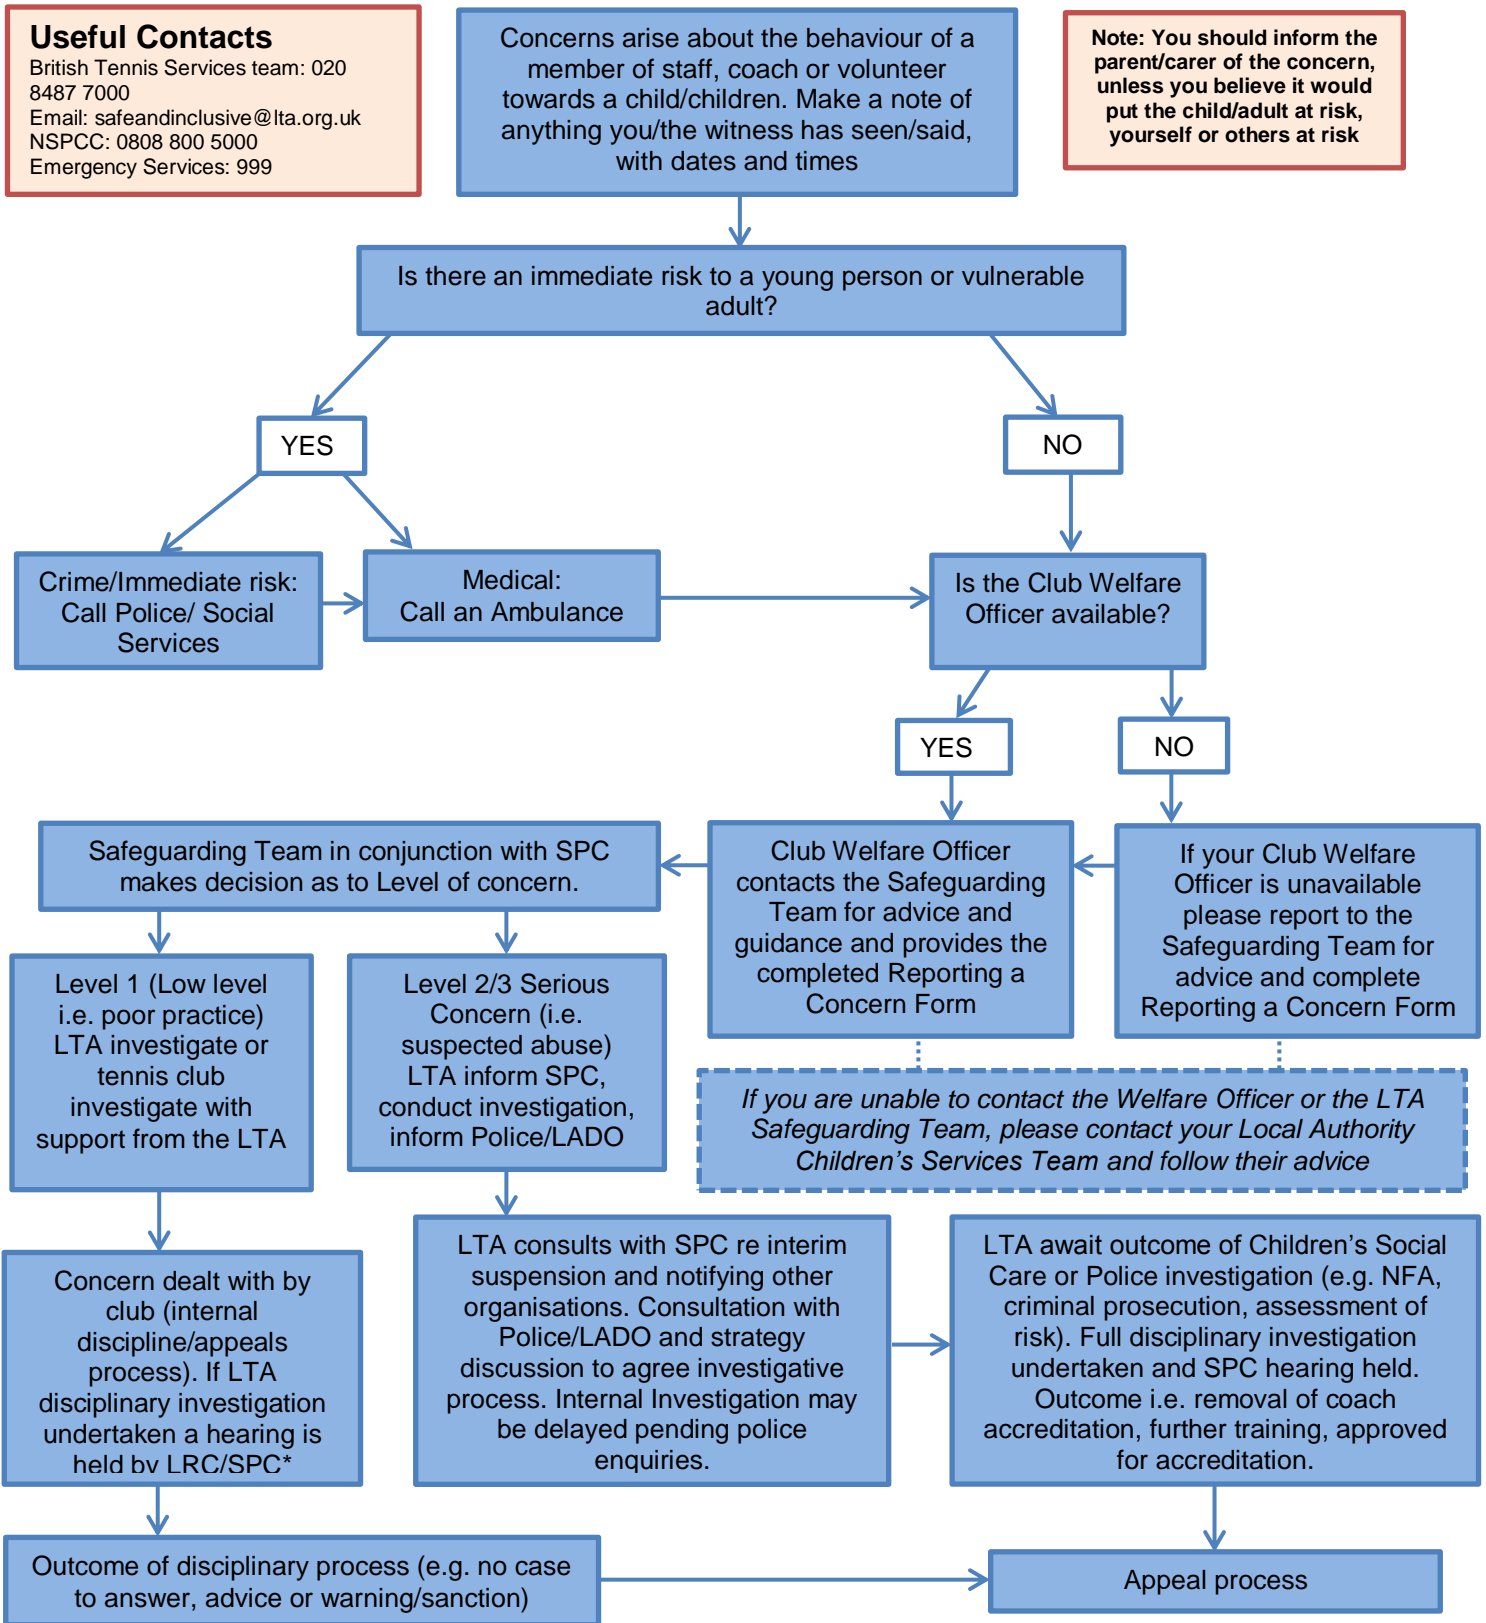 Useful Contacts
British Tennis Services team: 020
8487 7000
Email: safeandinclusive@lta.org.uk
NSPCC: 0808 800 5000
Emergency Services: 999
Concerns arise about the behaviour of a
member of staff, coach or volunteer
towards a child/children. Make a note of
anything you/the witness has seen/said,
with dates and times
Note: You should inform the
parent/carer of the concern,
unless you believe it would
put the child/adult at risk,
yourself or others at risk
Is there an immediate risk to a young person or vulnerable
adult?
YES
NO
Crime/Immediate risk:
Call Police/ Social
Services
Medical:
Call an Ambulance
Is the Club Welfare
Officer available?
YES
NO
Safeguarding Team in conjunction with SPC
makes decision as to Level of concern.
Club Welfare Officer
contacts the Safeguarding
Team for advice and
guidance and provides the
completed Reporting a
Concern Form
If your Club Welfare
Officer is unavailable
please report to the
Safeguarding Team for
advice and complete
Reporting a Concern Form
Level 1 (Low level
i.e. poor practice)
LTA investigate or
tennis club
investigate with
support from the LTA
Level 2/3 Serious
Concern (i.e.
suspected abuse)
LTA inform SPC,
conduct investigation,
inform Police/LADO
If you are unable to contact the Welfare Officer or the LTA
Safeguarding Team, please contact your Local Authority
Children’s Services Team and follow their advice
Concern dealt with by
club (internal
discipline/appeals
process). If LTA
disciplinary investigation
undertaken a hearing is
held by LRC/SPC*
LTA consults with SPC re interim
suspension and notifying other
organisations. Consultation with
Police/LADO and strategy
discussion to agree investigative
process. Internal Investigation may
be delayed pending police
enquiries.
LTA await outcome of Children’s Social
Care or Police investigation (e.g. NFA,
criminal prosecution, assessment of
risk). Full disciplinary investigation
undertaken and SPC hearing held.
Outcome i.e. removal of coach
accreditation, further training, approved
for accreditation.
Outcome of disciplinary process (e.g. no case
to answer, advice or warning/sanction)
Appeal process